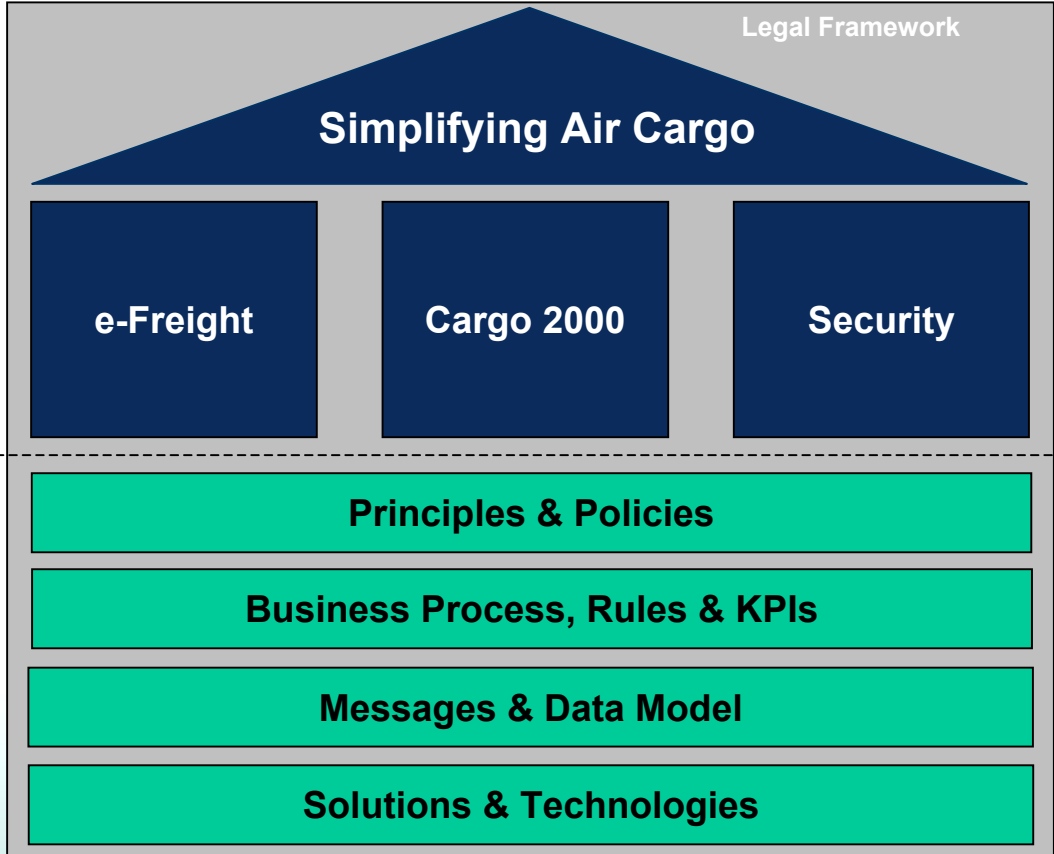 Legal Framework
Simplifying Air Cargo
e-Freight
Cargo 2000
Security
Principles & Policies
Business Process, Rules & KPIs
Messages & Data Model
Solutions & Technologies